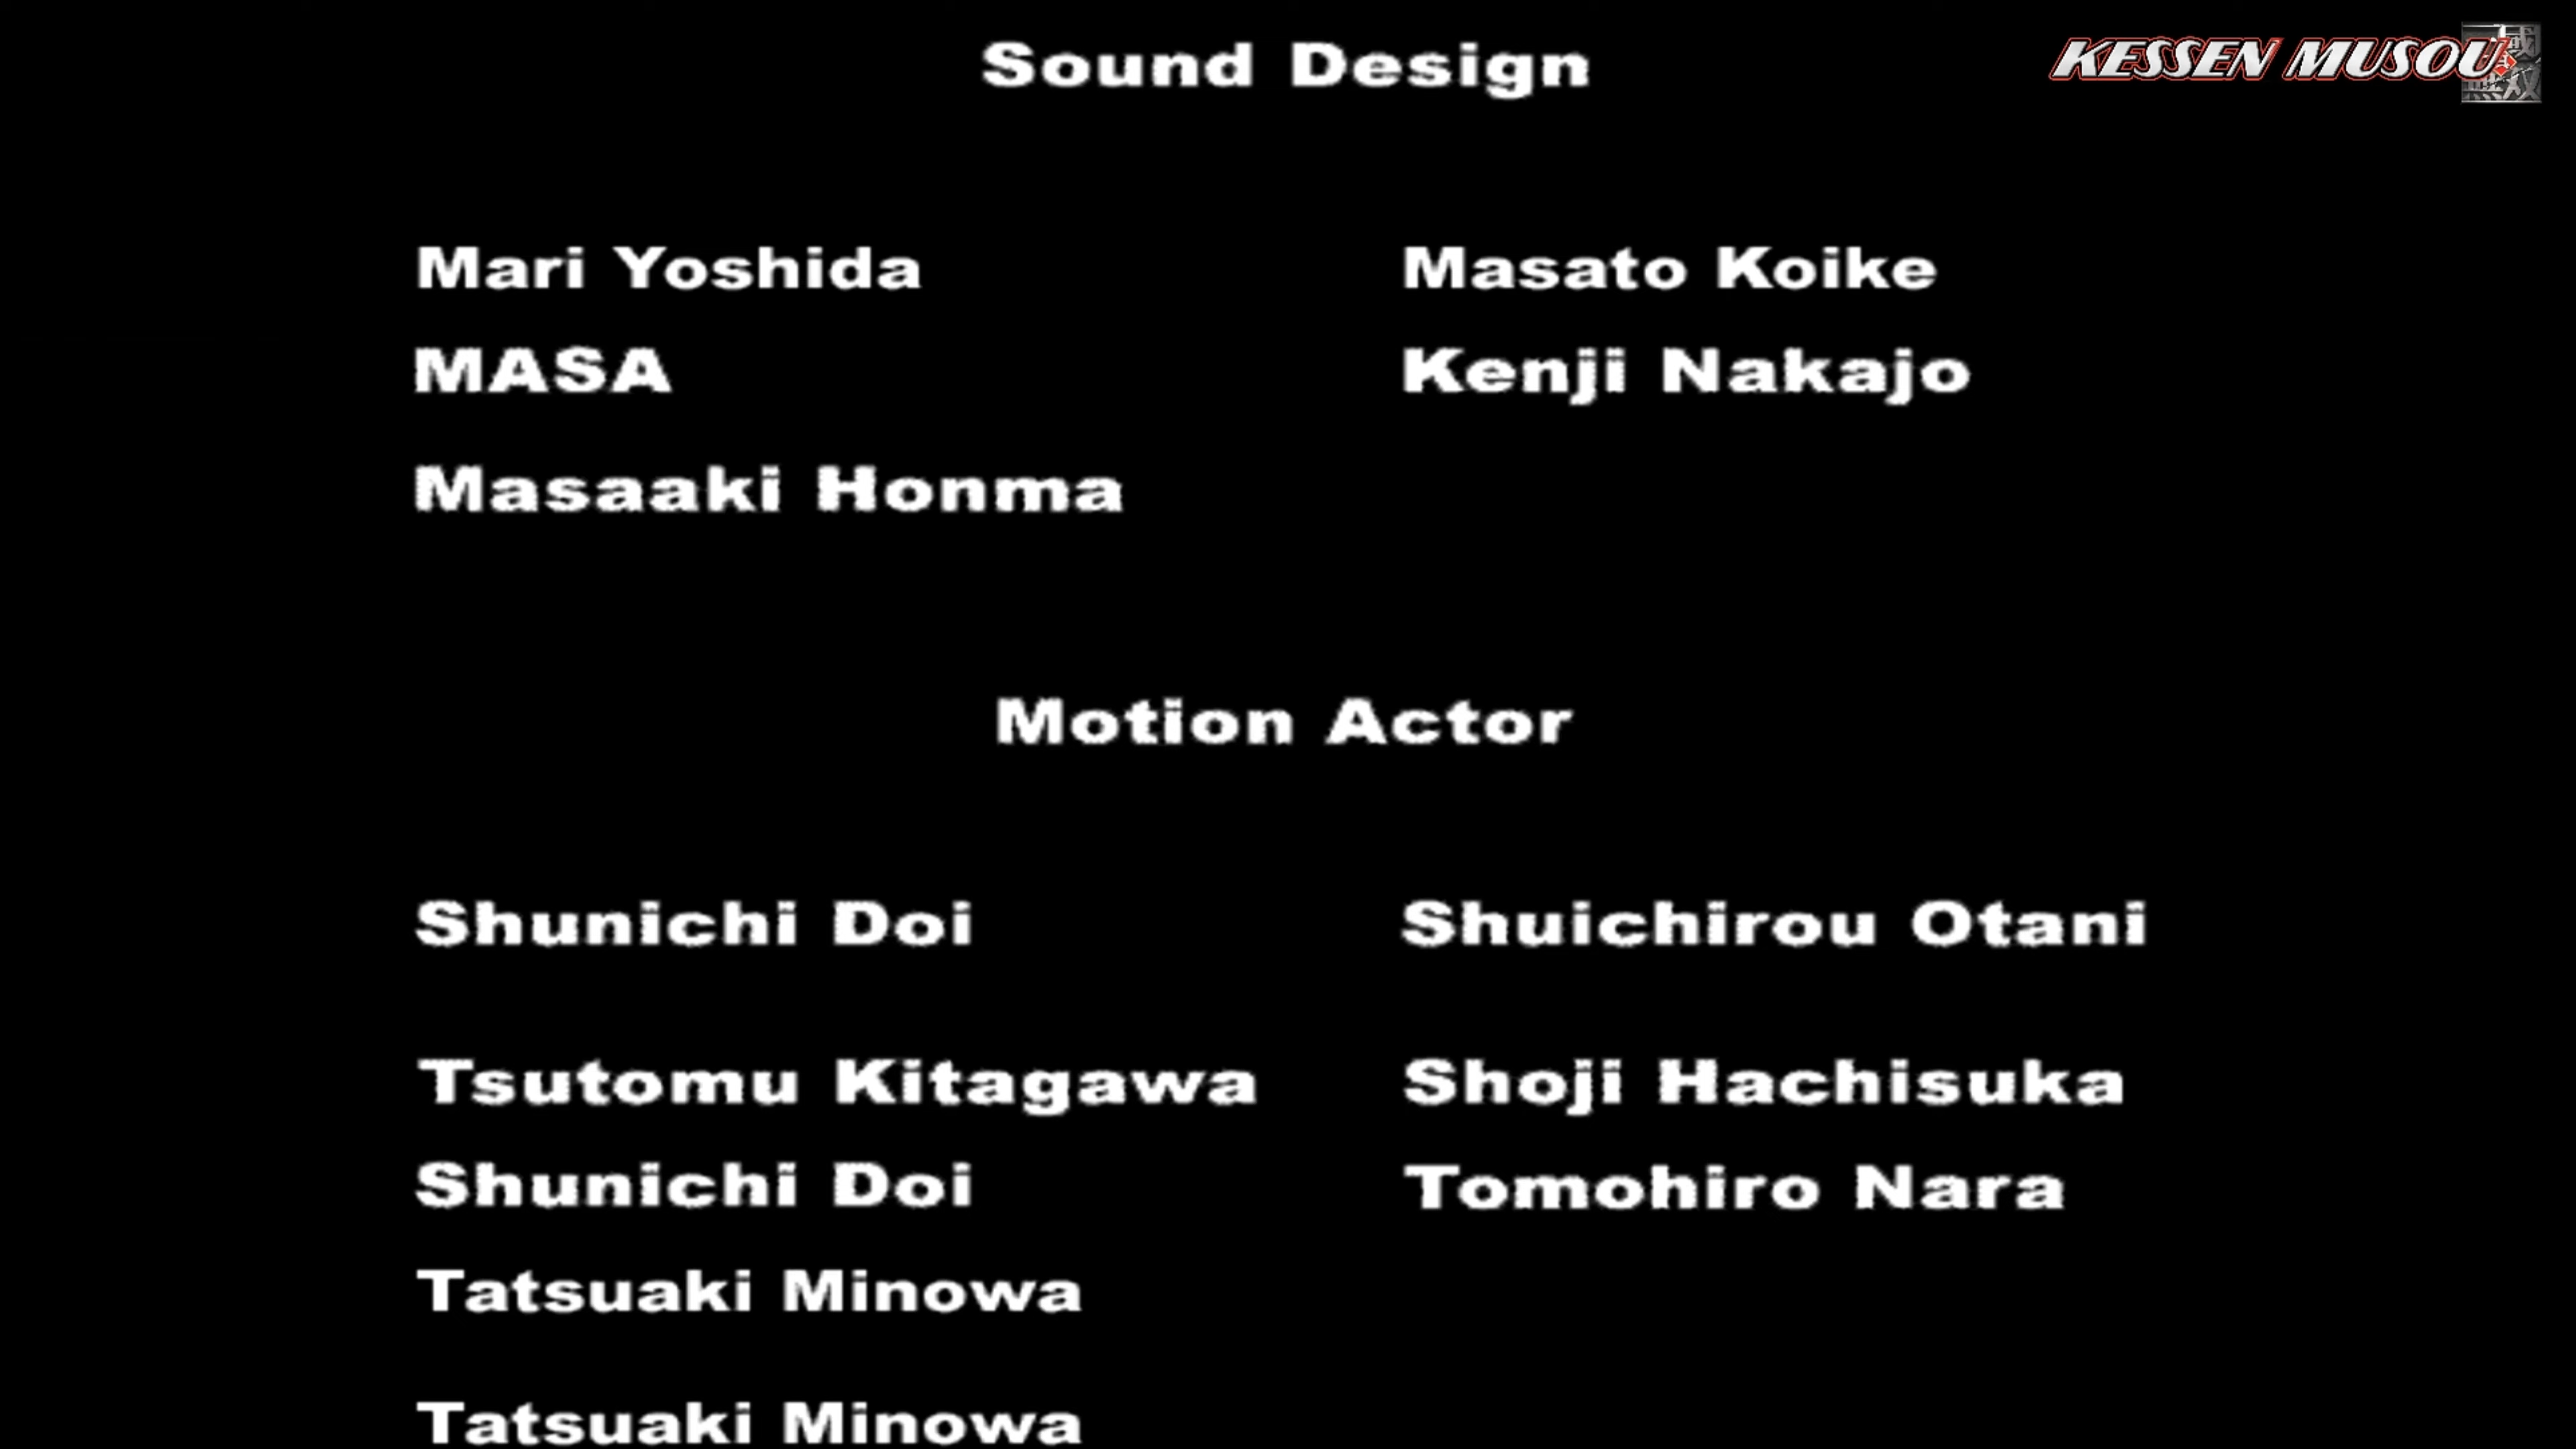 Sound Design
KESSEN MUSOU
Mari Yoshida Masato Koike
MASA Kenji Nakajo
Masaaki Honma
Motion Actor
Shunichi Doi Shuichirou Otani
Tsutomu Kitagawa Shoji Hachisuka
Shunichi Doi Tomohiro Nara
Tatsuaki Minowa
Tatsuaki Minowa